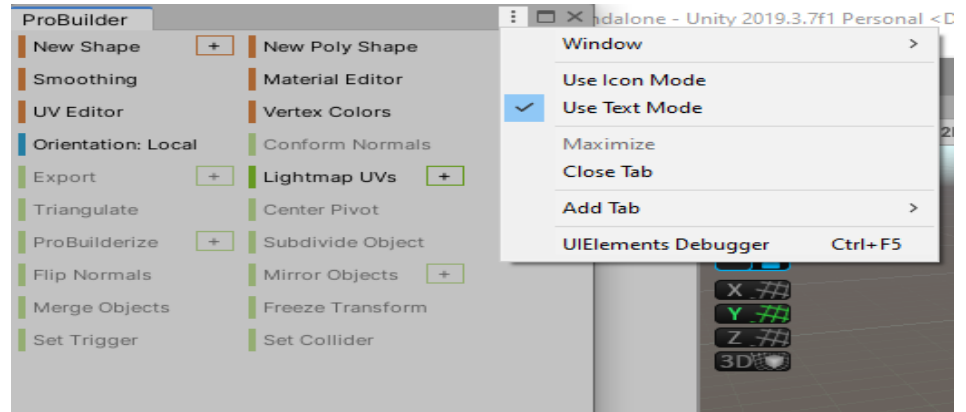 ProBuilder
ndalone - Unity 2019.3.7f1 Personal <D
New Shape + New Poly Shape
Smoothing Material Editor
UV Editor Vertex Colors
Orientation: Local Conform Normals
Export + Lightmap UVs +
Triangulate Center Pivot
ProBuilderize + Subdivide Object
Flip Normals Mirror Objects +
Merge Objects Freeze Transform
Set Trigger Set Collider
Window >
Use Icon Mode
Use Text Mode
Maximize
Close Tab
Add Tab >
UIElements Debugger Ctrl+F5
X
Y
Z
3D